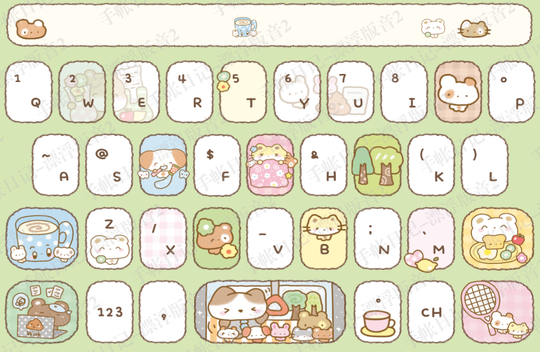 1 2 3 4 5 6 7 8 0
Q W E R T Y U I P
~ @ $ & ( )
A S F H K L
Z / - ;
X V B N M
123 , 。 CH